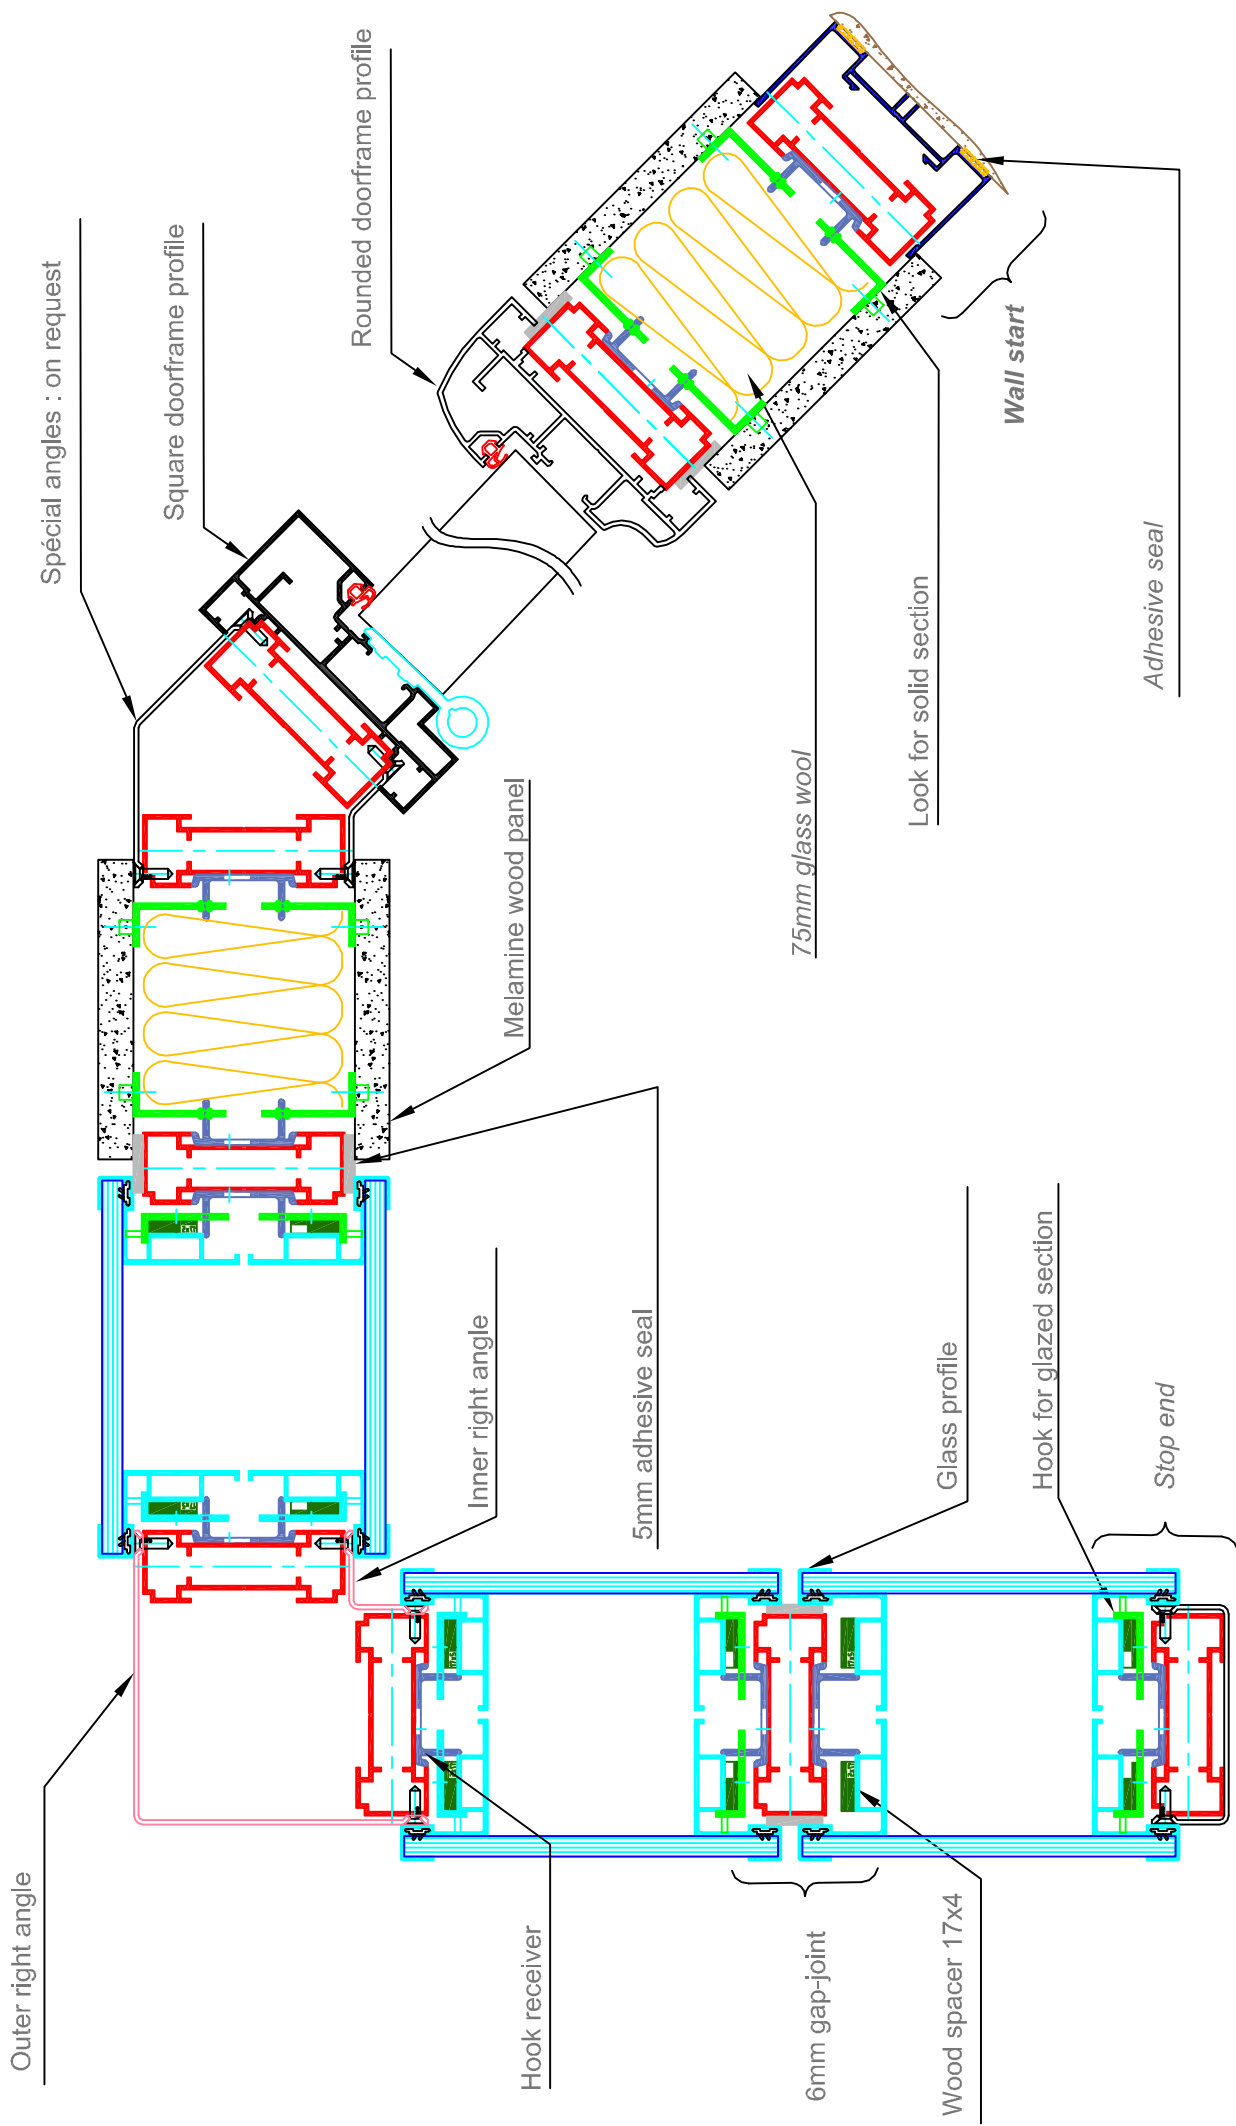 Spécial angles : on request
Square doorframe profile
Rounded doorframe profile
Wall start
Adhesive seal
Look for solid section
75mm glass wool
Melamine wood panel
5mm adhesive seal
Inner right angle
Glass profile
Hook for glazed section
Stop end
Outer right angle
Hook receiver
6mm gap-joint
Wood spacer 17x4